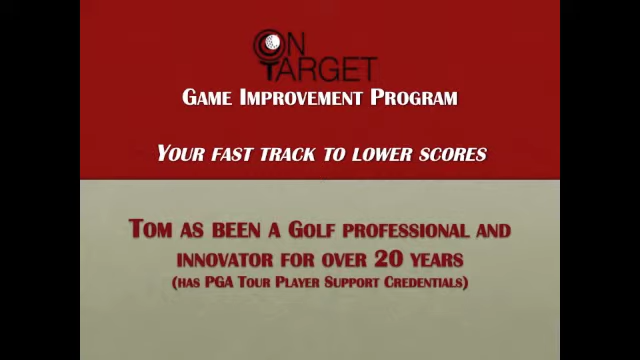 ON
TARGET
GAME IMPROVEMENT PROGRAM
YOUR FAST TRACK TO LOWER SCORES
TOM AS BEEN A GOLF PROFESSIONAL AND
INNOVATOR FOR OVER 20 YEARS
(HAS PGA TOUR PLAYER SUPPORT CREDENTIALS)